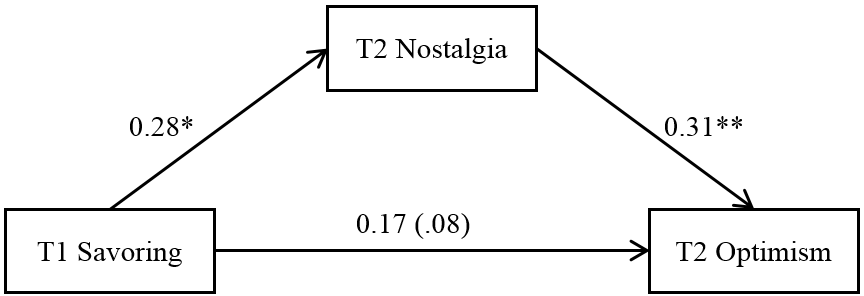 T2 Nostalgia
0.28*
0.31**
0.17 (.08)
T1 Savoring
T2 Optimism